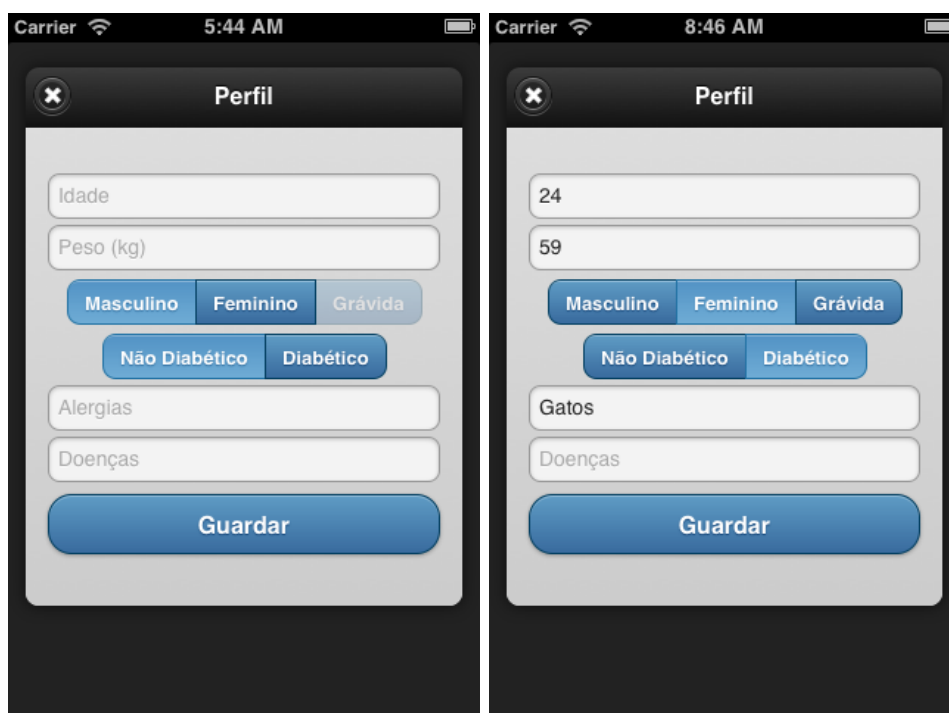 Carrier 5:44 AM
Perfil
Idade
Peso (kg)
Masculino Feminino Grávida
Não Diabético Diabético
Alergias
Doenças
Guardar
Carrier 8:46 AM
Perfil
24
59
Masculino Feminino Grávida
Não Diabético Diabético
Gatos
Doenças
Guardar